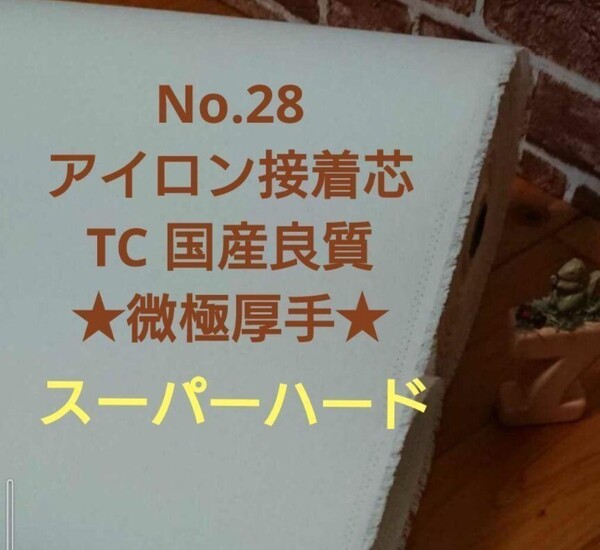 No.28
アイロン接着芯
TC 国産良質
★微極厚手★
スーパーハード